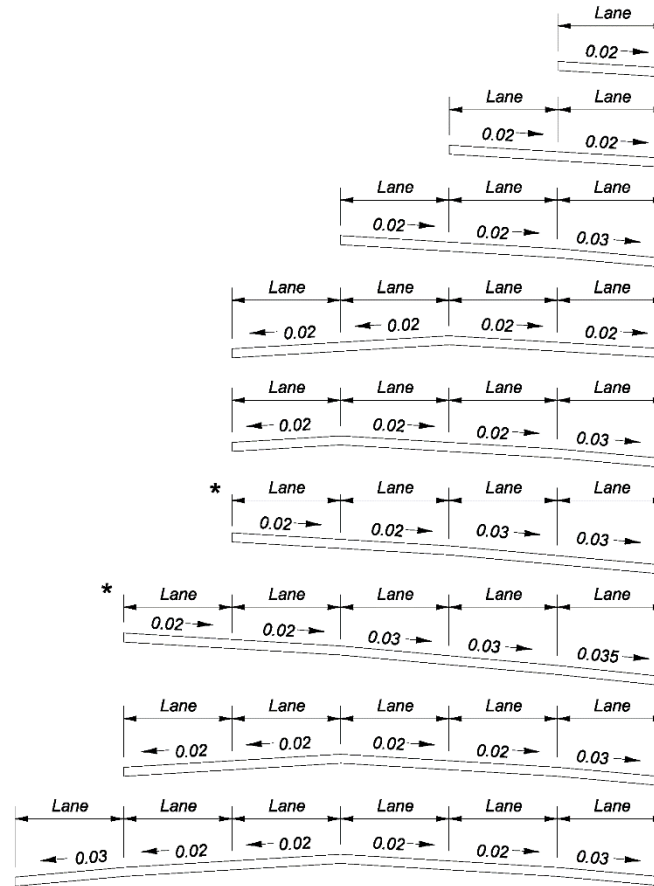 Lane
0.02
Lane Lane
0.02 0.02
Lane Lane Lane
0.02 0.02 0.03
Lane Lane Lane Lane
0.02 0.02 0.02 0.02
Lane Lane Lane Lane
0.02 0.02 0.02 0.03
* Lane Lane Lane Lane
0.02 0.02 0.03 0.03
* Lane Lane Lane Lane Lane
0.02 0.02 0.03 0.03 0.035
Lane Lane Lane Lane Lane
0.02 0.02 0.02 0.02 0.03
Lane Lane Lane Lane Lane Lane
0.03 0.02 0.02 0.02 0.02 0.03